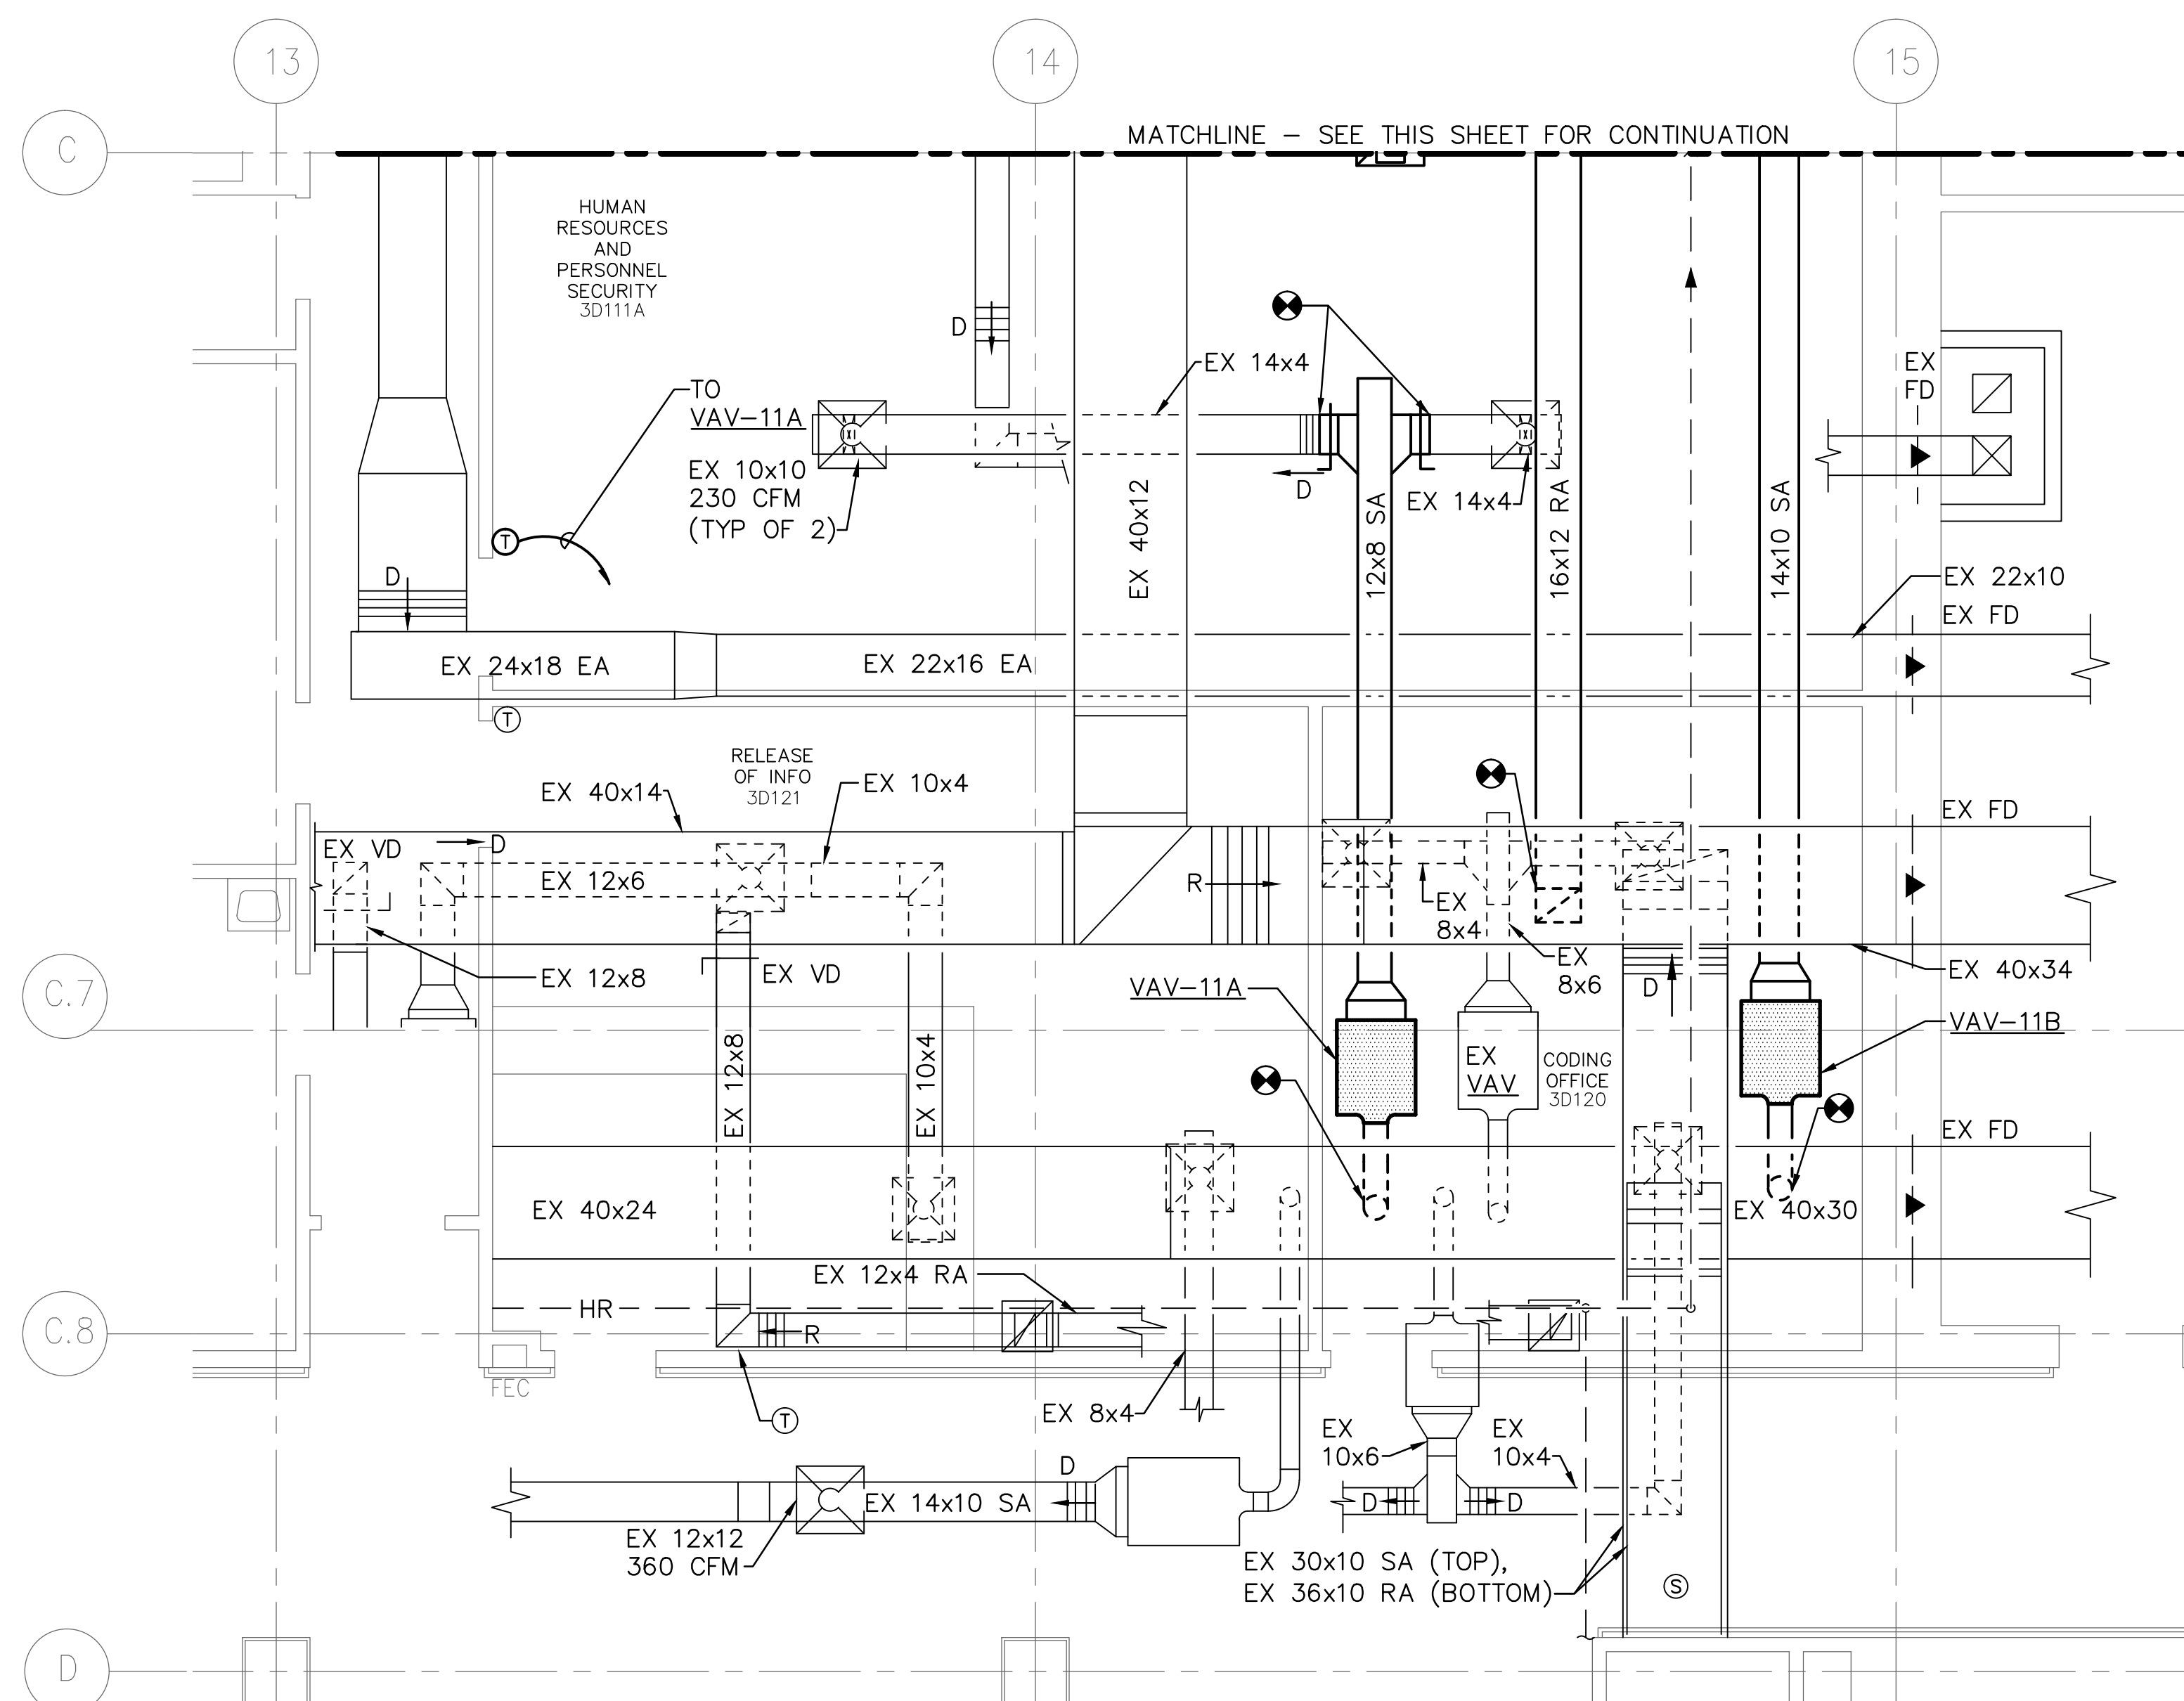 13
14
15
C
MATCHLINE – SEE THIS SHEET FOR CONTINUATION
HUMAN
RESOURCES
AND
PERSONNEL
SECURITY
3D111A
D
EX 14x4
EX
FD
TO
VAV-11A
EX 10x10
230 CFM
(TYP OF 2)
D
EX 14x4
EX 40x12
12x8 SA
16x12 RA
14x10 SA
T
D
EX 22x10
EX FD
EX 24x18 EA
EX 22x16 EA
T
RELEASE
OF INFO
3D121
EX 40x14
EX 10x4
EX FD
EX VD
D
EX 12x6
R
EX
8x4
EX
8x6
EX 12x8
EX VD
D
EX 40x34
C.7
VAV-11A
VAV-11B
EX 12x8
EX 10x4
EX
VAV
CODING
OFFICE
3D120
EX FD
EX 40x24
EX 40x30
EX 12x4 RA
HR
C.8
R
FEC
T
EX 8x4
EX
10x6
EX
10x4
D
EX 14x10 SA
D
D
EX 12x12
360 CFM
EX 30x10 SA (TOP),
EX 36x10 RA (BOTTOM)
S
D